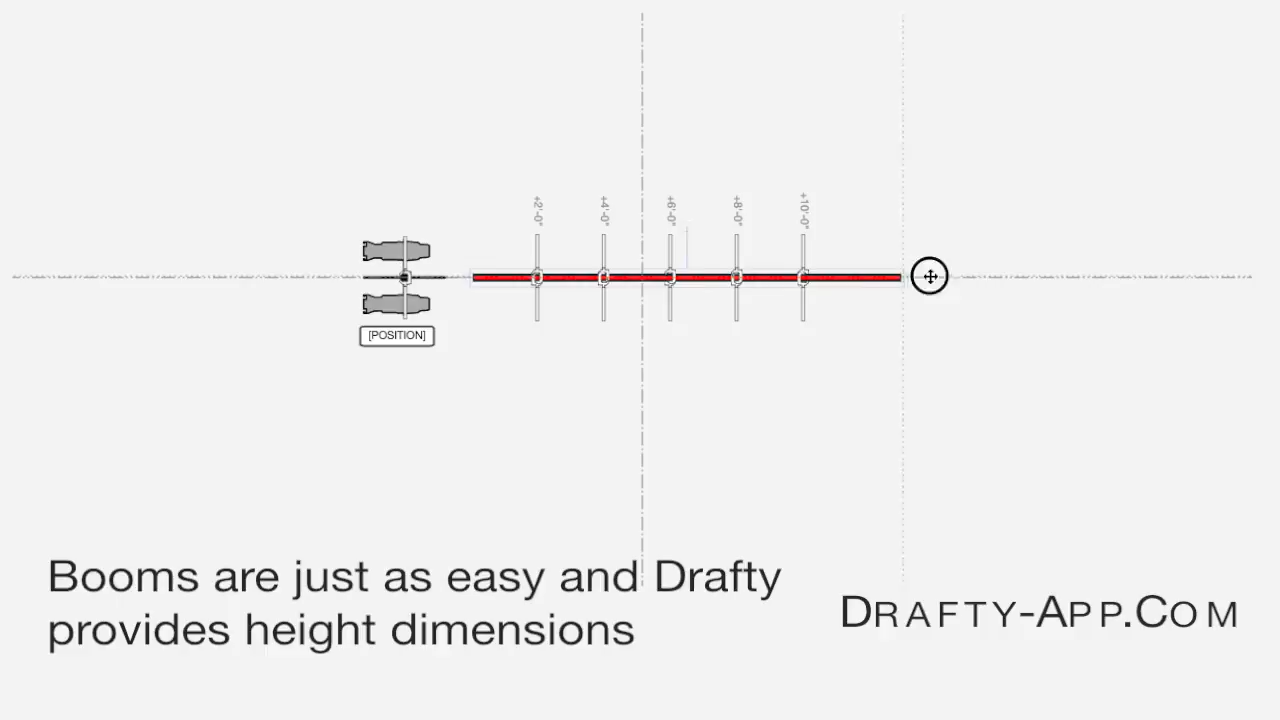 +2'-0"
+4'-0"
+6'-0"
+8'-0"
+10'-0"
[POSITION]
Booms are just as easy and Drafty
provides height dimensions
DRAFTY-APP.COM